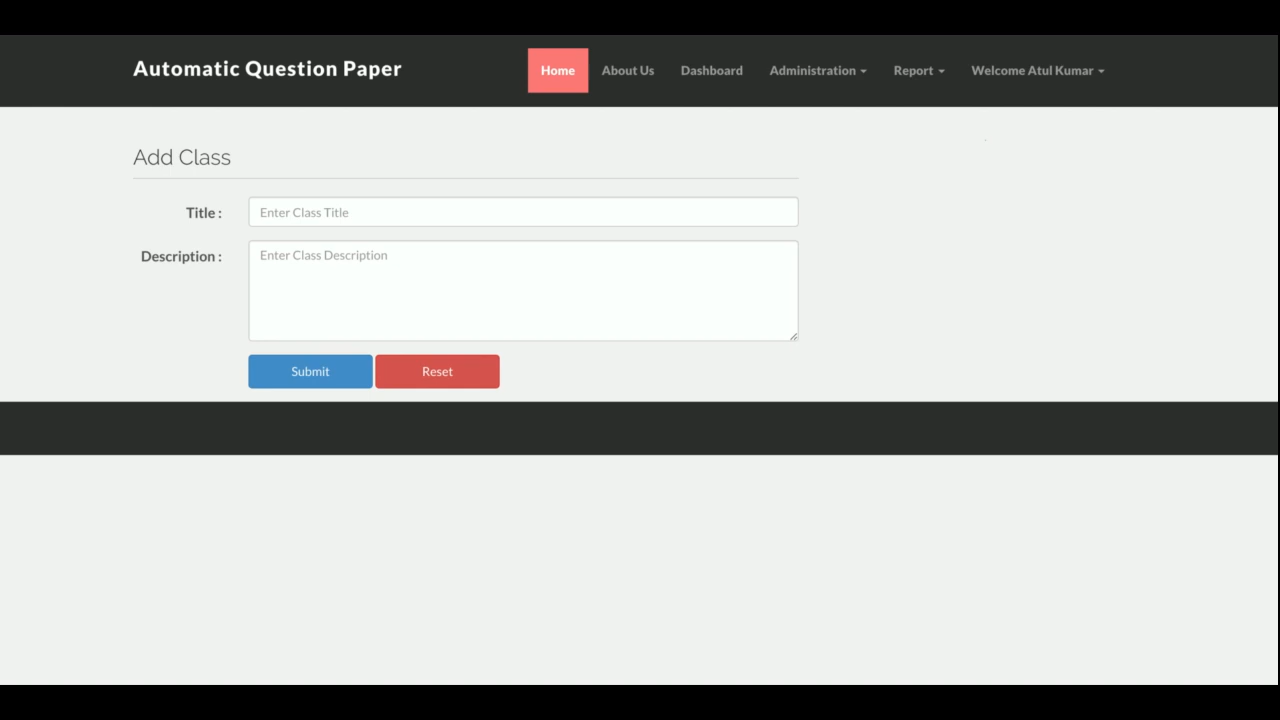 Automatic Question Paper
Home About Us Dashboard Administration Report Welcome Atul Kumar
Add Class
Title : Enter Class Title
Description : Enter Class Description
Submit Reset